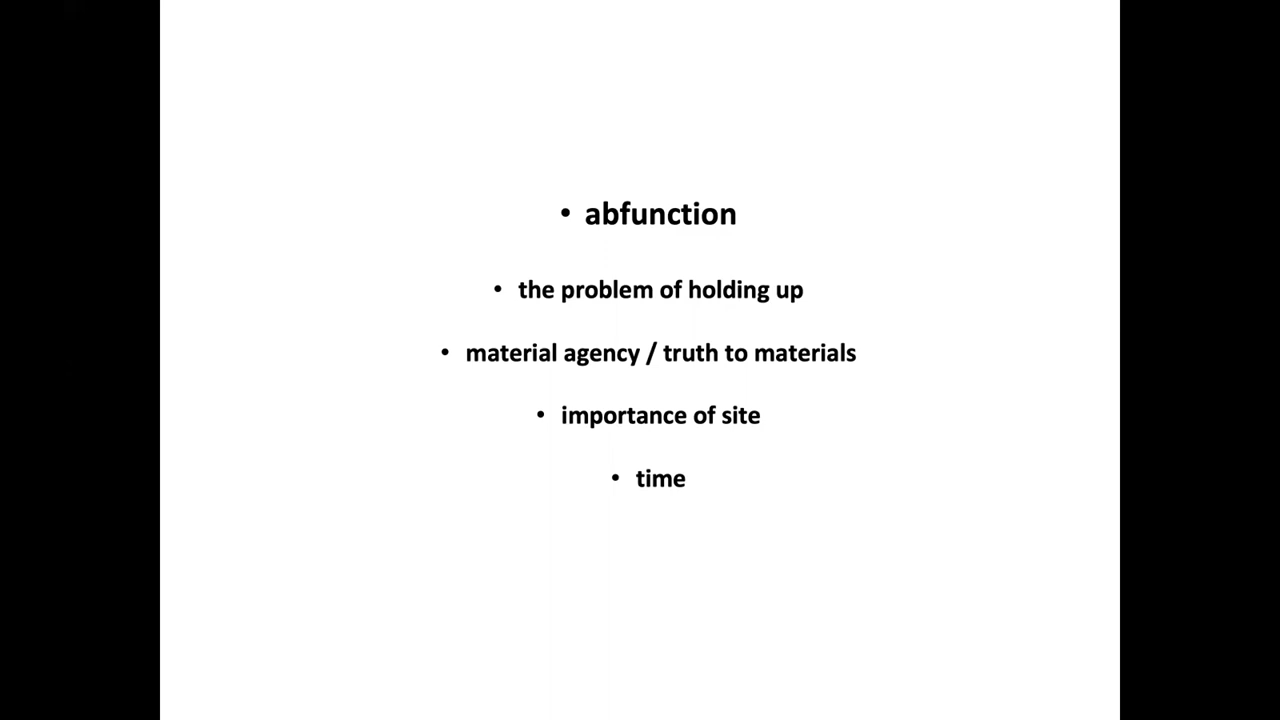 • abfunction
• the problem of holding up
• material agency / truth to materials
• importance of site
• time